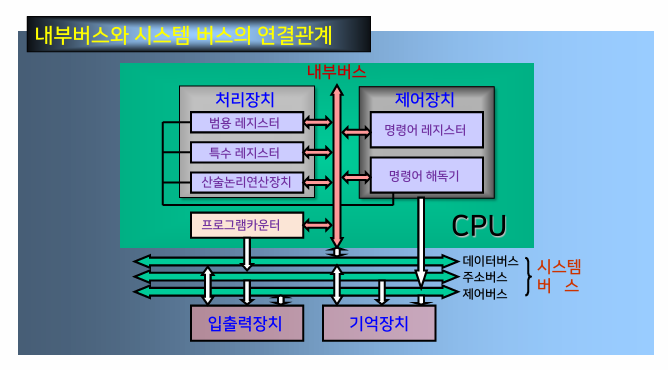 내부버스와 시스템 버스의 연결관계
내부버스
처리장치
범용 레지스터
특수 레지스터
산술논리연산장치
프로그램카운터
제어장치
명령어 레지스터
명령어 해독기
CPU
데이터버스
주소버스
제어버스
시스템
버 스
입출력장치
기억장치